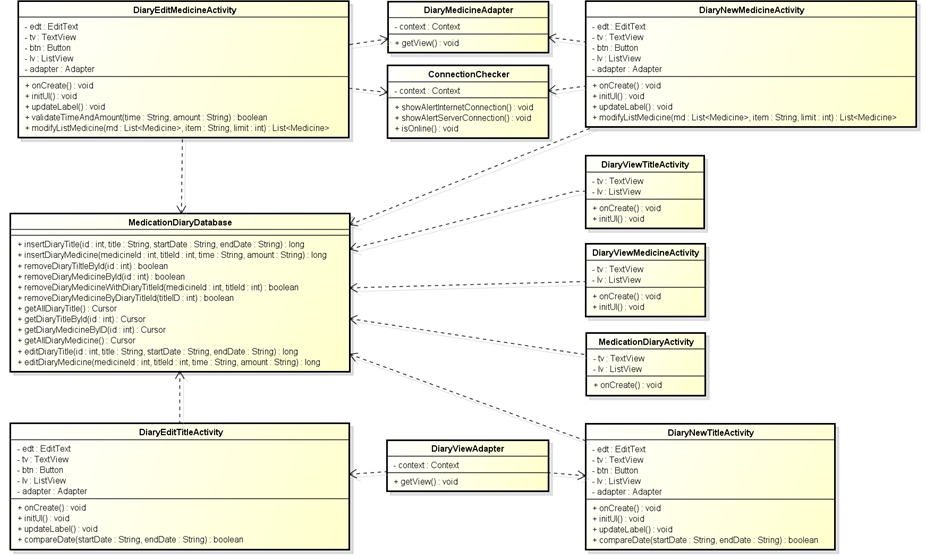 DiaryEditMedicineActivity
- edt : EditText
- tv : TextView
- btn : Button
- lv : ListView
- adapter : Adapter
+ onCreate() : void
+ initUI() : void
+ updateLabel() : void
+ validateTimeAndAmount(time : String, amount : String) : boolean
+ modifyListMedicine(md : List<Medicine>, item : String, limit : int) : List<Medicine>
DiaryMedicineAdapter
- context : Context
+ getView() : void
ConnectionChecker
- context : Context
+ showAlertInternetConnection() : void
+ showAlertServerConnection() : void
+ isOnline() : void
DiaryNewMedicineActivity
- edt : EditText
- tv : TextView
- btn : Button
- lv : ListView
- adapter : Adapter
+ onCreate() : void
+ initUI() : void
+ updateLabel() : void
+ modifyListMedicine(md : List<Medicine>, item : String, limit : int) : List<Medicine>
DiaryViewTitleActivity
- tv : TextView
- lv : ListView
+ onCreate() : void
+ initUI() : void
MedicationDiaryDatabase
+ insertDiaryTitle(id : int, title : String, startDate : String, endDate : String) : long
+ insertDiaryMedicine(medicineId : int, titleId : int, time : String, amount : String) : long
+ removeDiaryTiltleById(id : int) : boolean
+ removeDiaryMedicineById(id : int) : boolean
+ removeDiaryMedicineWithDiaryTitleId(medicineId : int, titleId : int) : boolean
+ removeDiaryMedicineByDiaryTitleId(titleID : int) : boolean
+ getAllDiaryTitle() : Cursor
+ getDiaryTitleById(id : int) : Cursor
+ getDiaryMedicineByID(id : int) : Cursor
+ getAllDiaryMedicine() : Cursor
+ editDiaryTitle(id : int, title : String, startDate : String, endDate : String) : long
+ editDiaryMedicine(medicineId : int, titleId : int, time : String, amount : String) : long
DiaryViewMedicineActivity
- tv : TextView
- lv : ListView
+ onCreate() : void
+ initUI() : void
MedicationDiaryActivity
- tv : TextView
- lv : ListView
+ onCreate() : void
DiaryEditTitleActivity
- edt : EditText
- tv : TextView
- btn : Button
- lv : ListView
- adapter : Adapter
+ onCreate() : void
+ initUI() : void
+ updateLabel() : void
+ compareDate(startDate : String, endDate : String) : boolean
DiaryViewAdapter
- context : Context
+ getView() : void
DiaryNewTitleActivity
- edt : EditText
- tv : TextView
- btn : Button
- lv : ListView
- adapter : Adapter
+ onCreate() : void
+ initUI() : void
+ updateLabel() : void
+ compareDate(startDate : String, endDate : String) : boolean